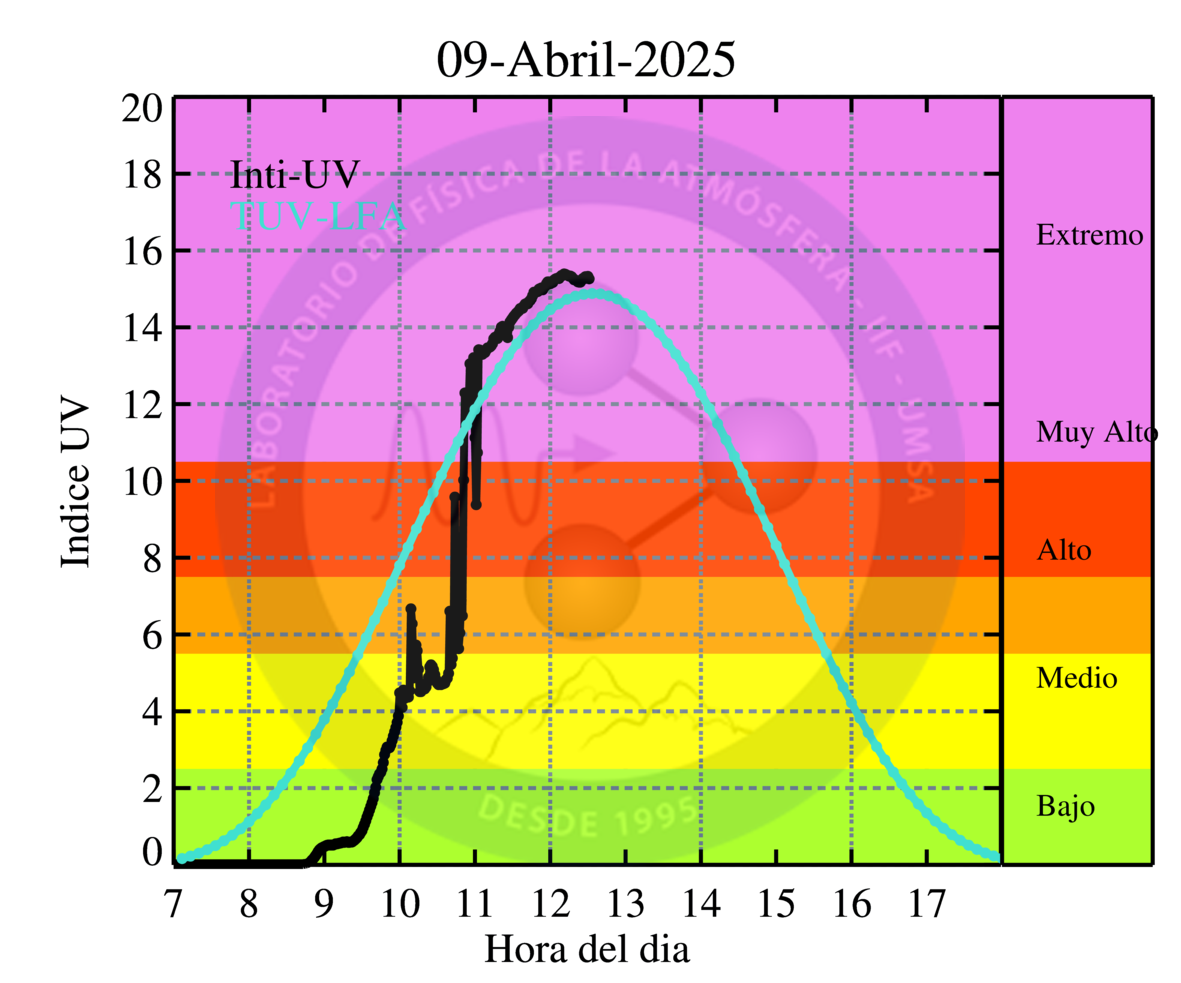 09-Abril-2025
Indice UV
20
18
16
14
12
10
8
6
4
2
0
Inti-UV
TUV-LFA
LABORATORIO DE FÍSICA DE LA ATMÓSFERA - IIF - UMSA
DESDE 1995
Extremo
Muy Alto
Alto
Medio
Bajo
7 8 9 10 11 12 13 14 15 16 17
Hora del dia